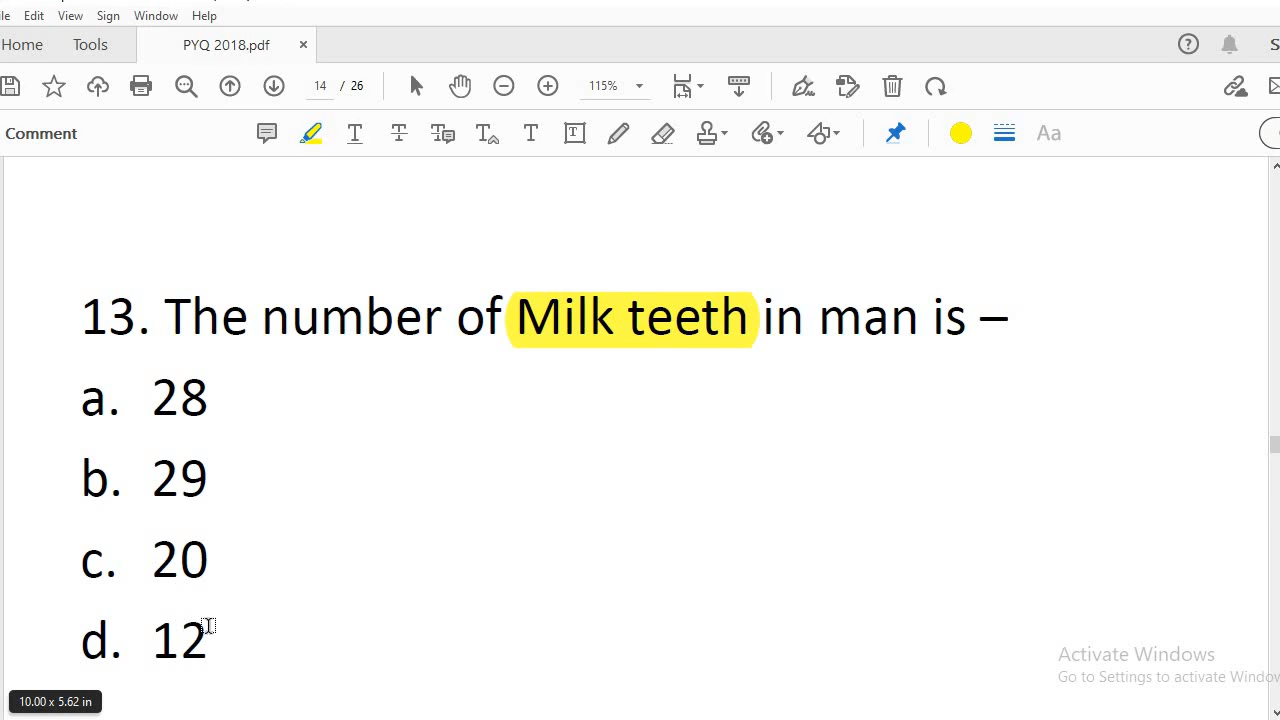 Edit View Sign Window Help
Home Tools PYQ 2018.pdf ×
14 / 26 115%
Comment Aa
13. The number of Milk teeth in man is –
a. 28
b. 29
c. 20
d. 12
Activate Windows
Go to Settings to activate Window
10.00 x 5.62 in